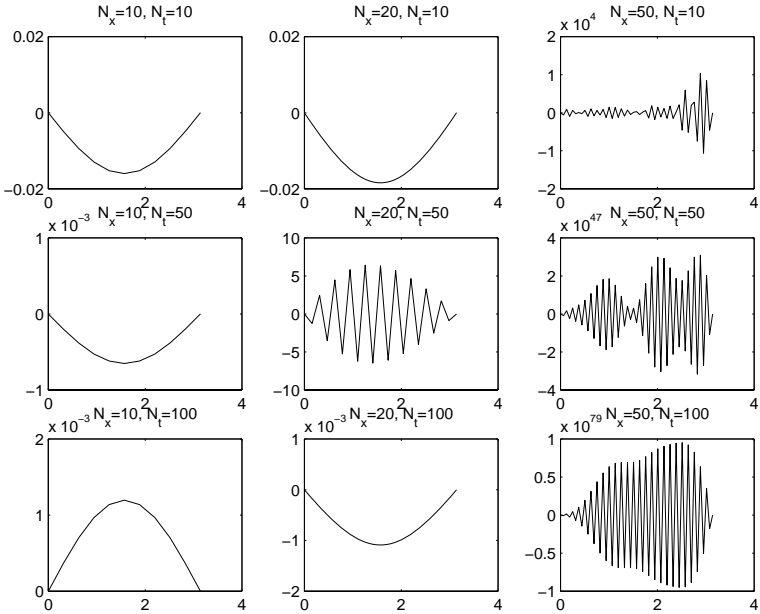 N_x=10, N_t=10
N_x=20, N_t=10
x 10^4 N_x=50, N_t=10
0.02
0
−0.02
0 2 4
0.02
0
−0.02
0 2 4
2
1
0
−1
−2
0 2 4
x 10^−3 N_x=10, N_t=50
N_x=20, N_t=50
x 10^47 N_x=50, N_t=50
1
0
−1
0 2 4
10
5
0
−5
−10
0 2 4
4
2
0
−2
−4
0 2 4
x 10^−3 N_x=10, N_t=100
x 10^−3 N_x=20, N_t=100
x 10^79 N_x=50, N_t=100
2
1
0
0 2 4
1
0
−1
−2
0 2 4
1
0.5
0
−0.5
−1
0 2 4